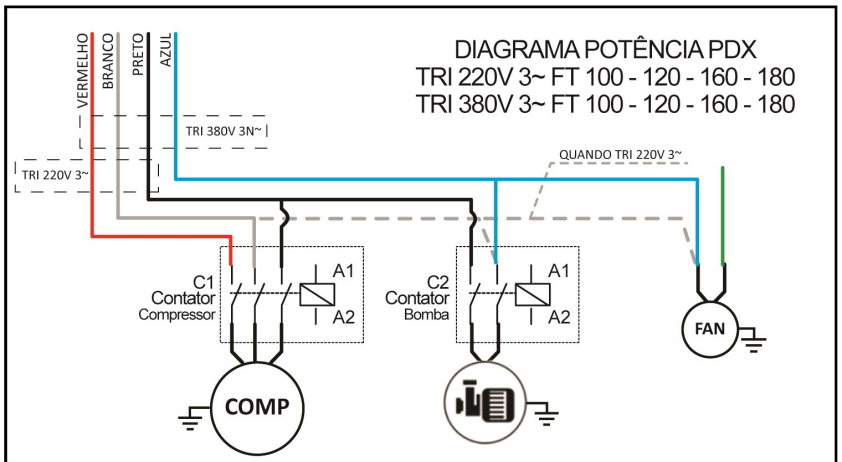 VERMELHO
BRANCO
PRETO
AZUL
DIAGRAMA POTÊNCIA PDX
TRI 220V 3~ FT 100 - 120 - 160 - 180
TRI 380V 3~ FT 100 - 120 - 160 - 180
TRI 380V 3N~
TRI 220V 3~
QUANDO TRI 220V 3~
C1
Contator
Compressor
A1
A2
C2
Contator
Bomba
A1
A2
FAN
COMP